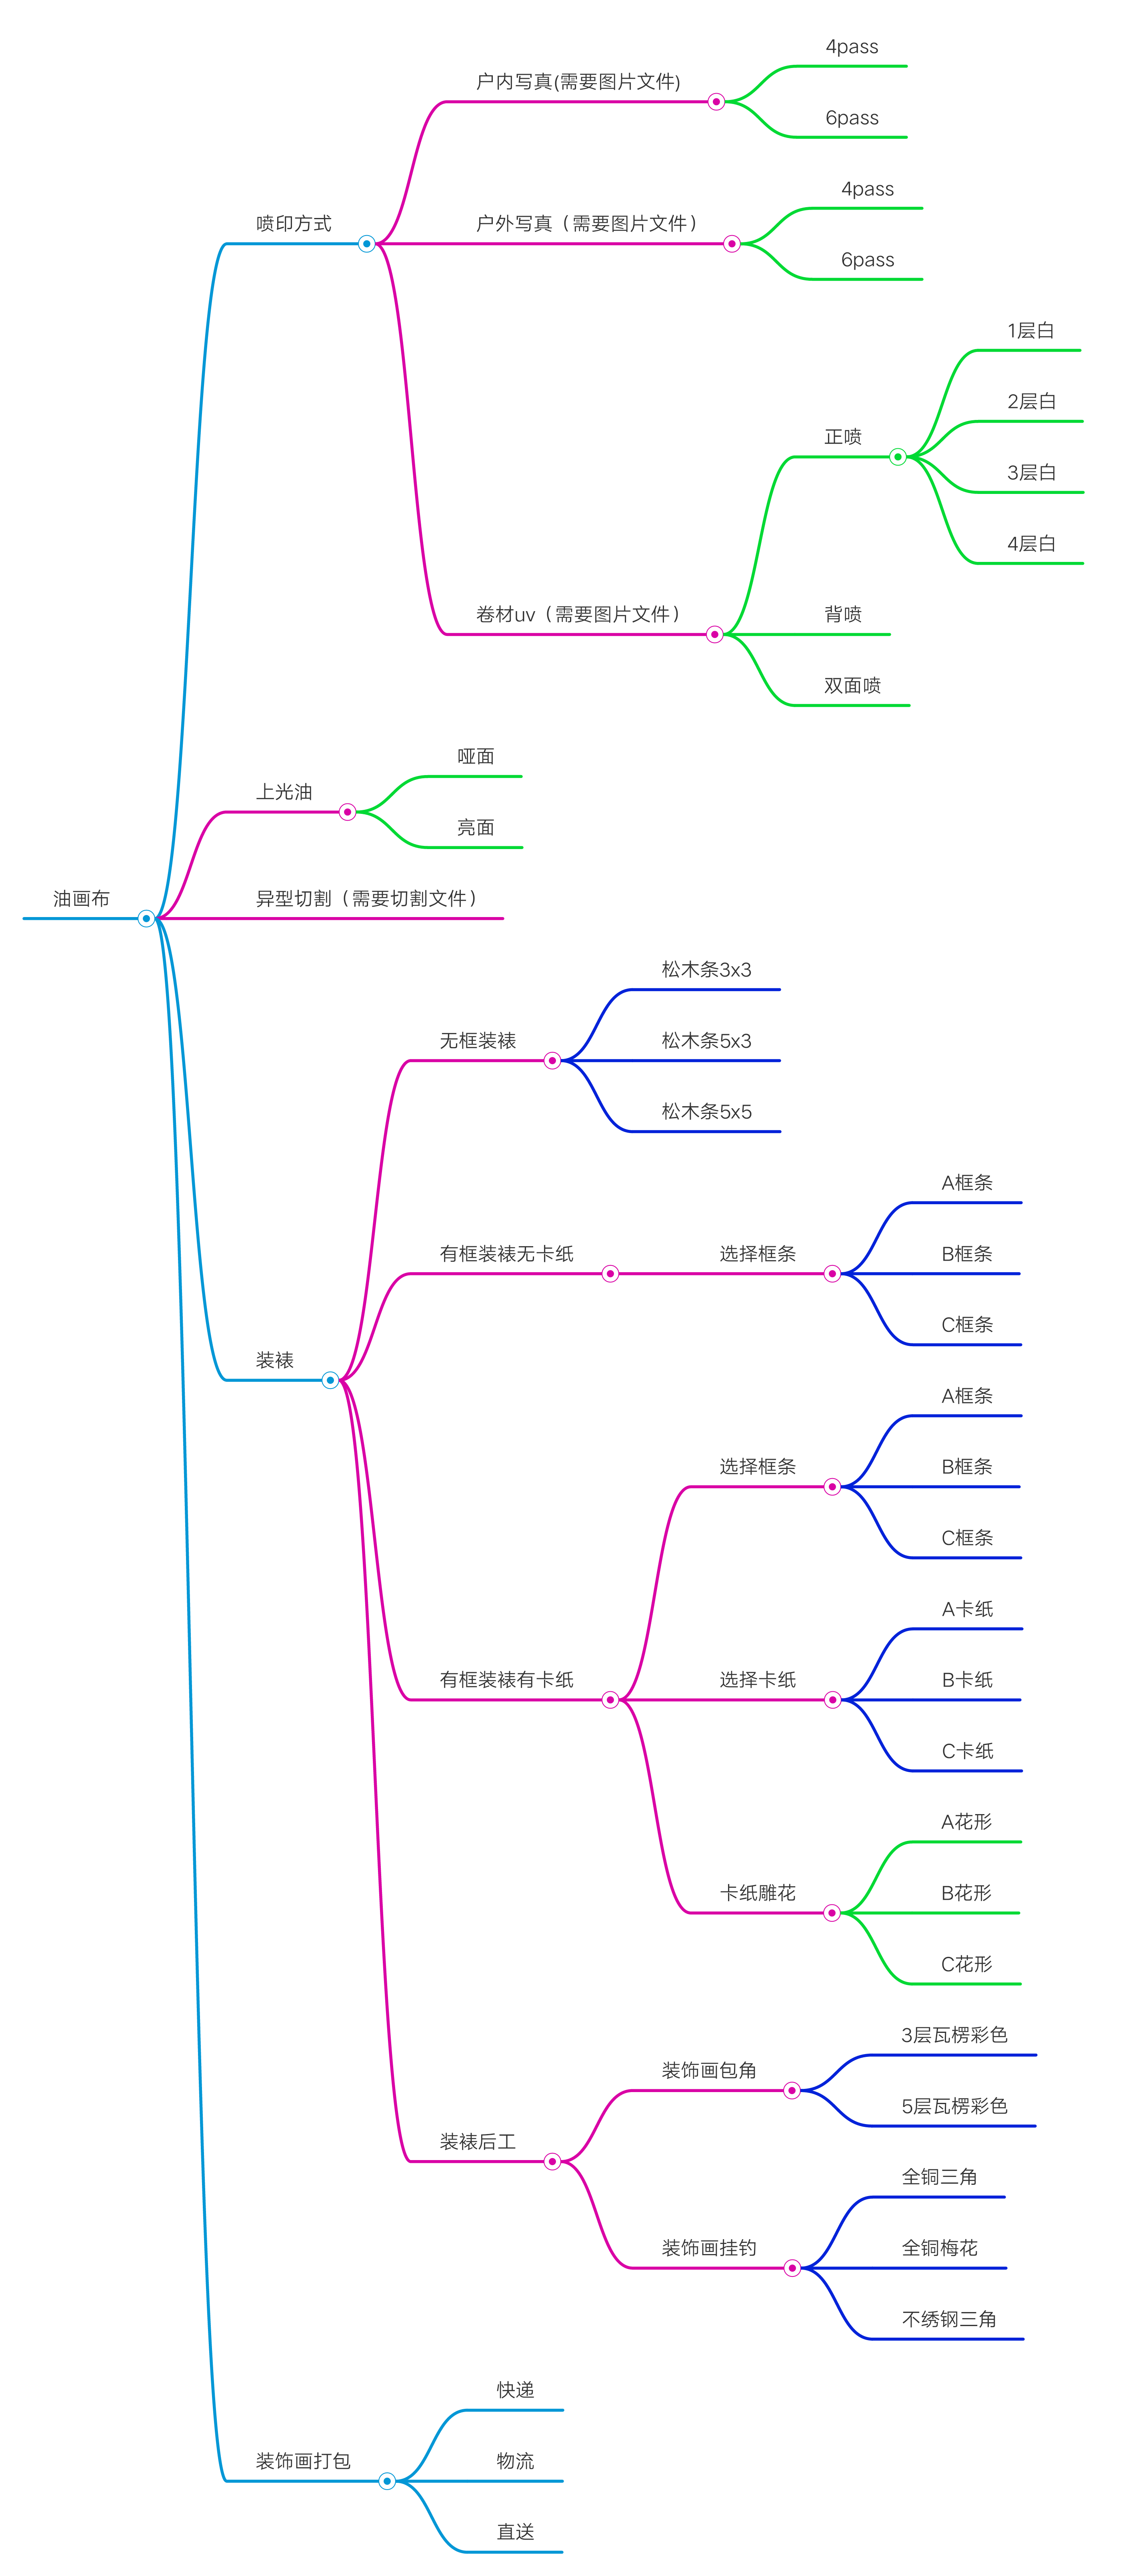 4pass
户内写真(需要图片文件)
6pass
4pass
喷印方式
户外写真（需要图片文件）
6pass
1层白
2层白
正喷
3层白
4层白
卷材uv（需要图片文件）
背喷
双面喷
哑面
上光油
亮面
油画布
异型切割（需要切割文件）
松木条3x3
无框装裱
松木条5x3
松木条5x5
A框条
有框装裱无卡纸
选择框条
B框条
C框条
装裱
A框条
选择框条
B框条
C框条
A卡纸
有框装裱有卡纸
选择卡纸
B卡纸
C卡纸
A花形
卡纸雕花
B花形
C花形
3层瓦楞彩色
装饰画包角
5层瓦楞彩色
装裱后工
全铜三角
装饰画挂钓
全铜梅花
不绣钢三角
快递
装饰画打包
物流
直送